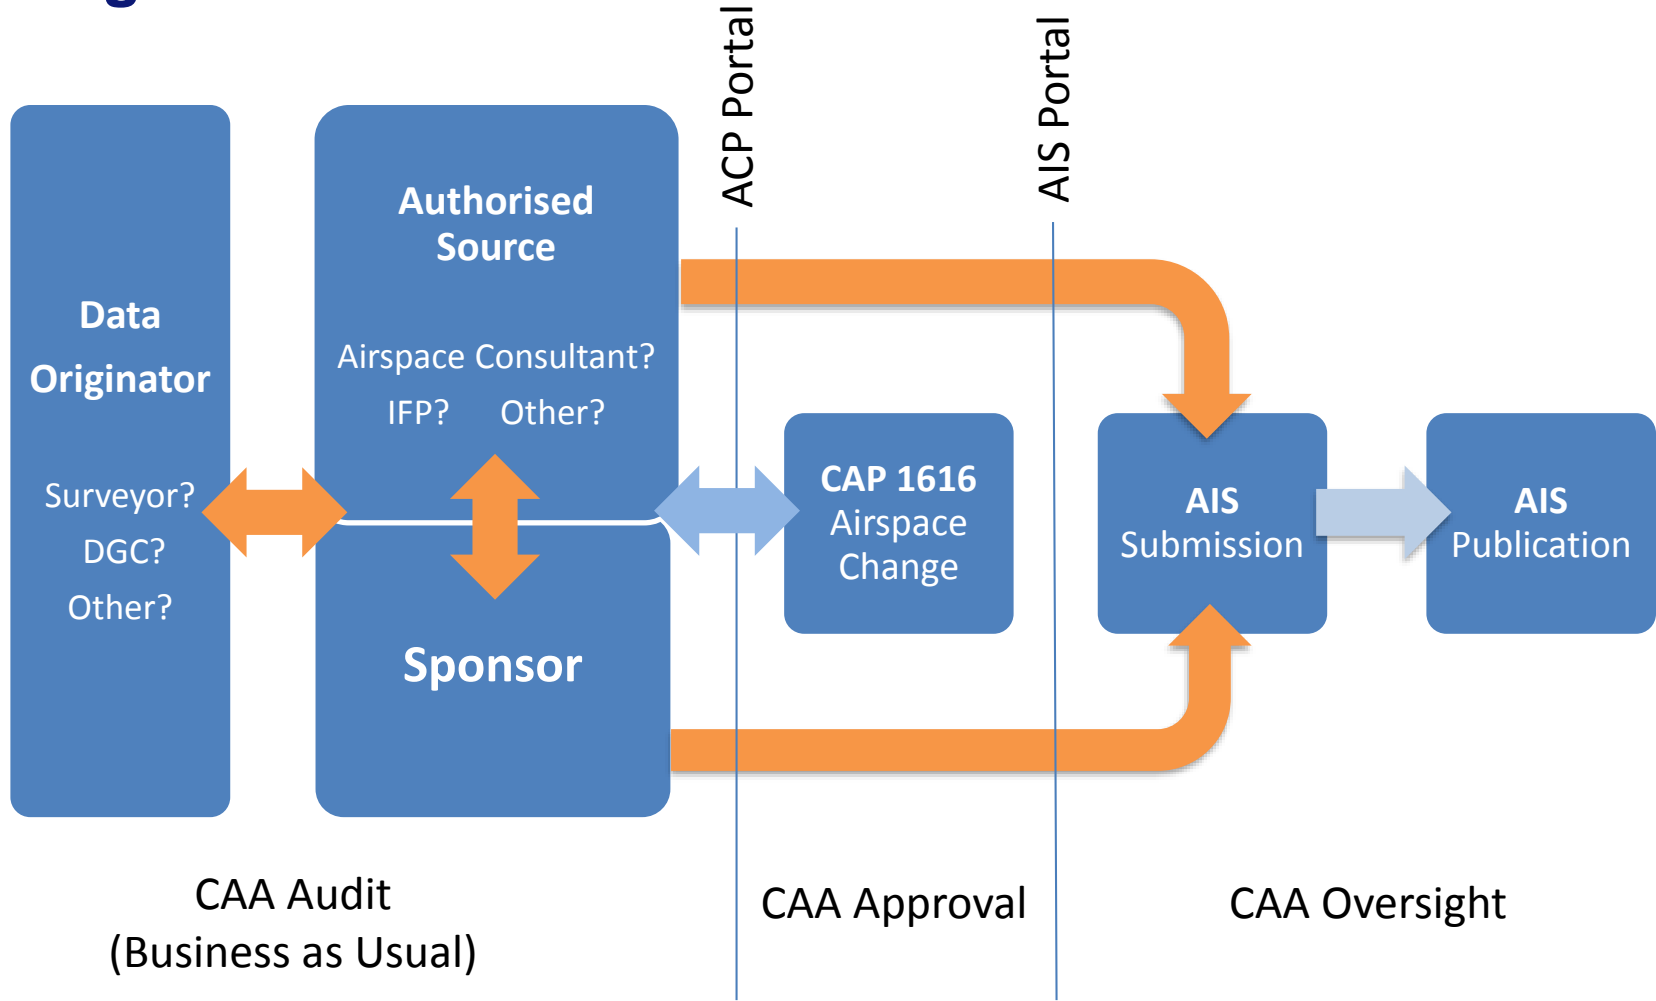 ACP Portal
AIS Portal
Data
Originator
Surveyor?
DGC?
Other?
Authorised
Source
Airspace Consultant?
IFP? Other?
Sponsor
CAP 1616
Airspace
Change
AIS
Submission
AIS
Publication
CAA Audit
(Business as Usual)
CAA Approval
CAA Oversight